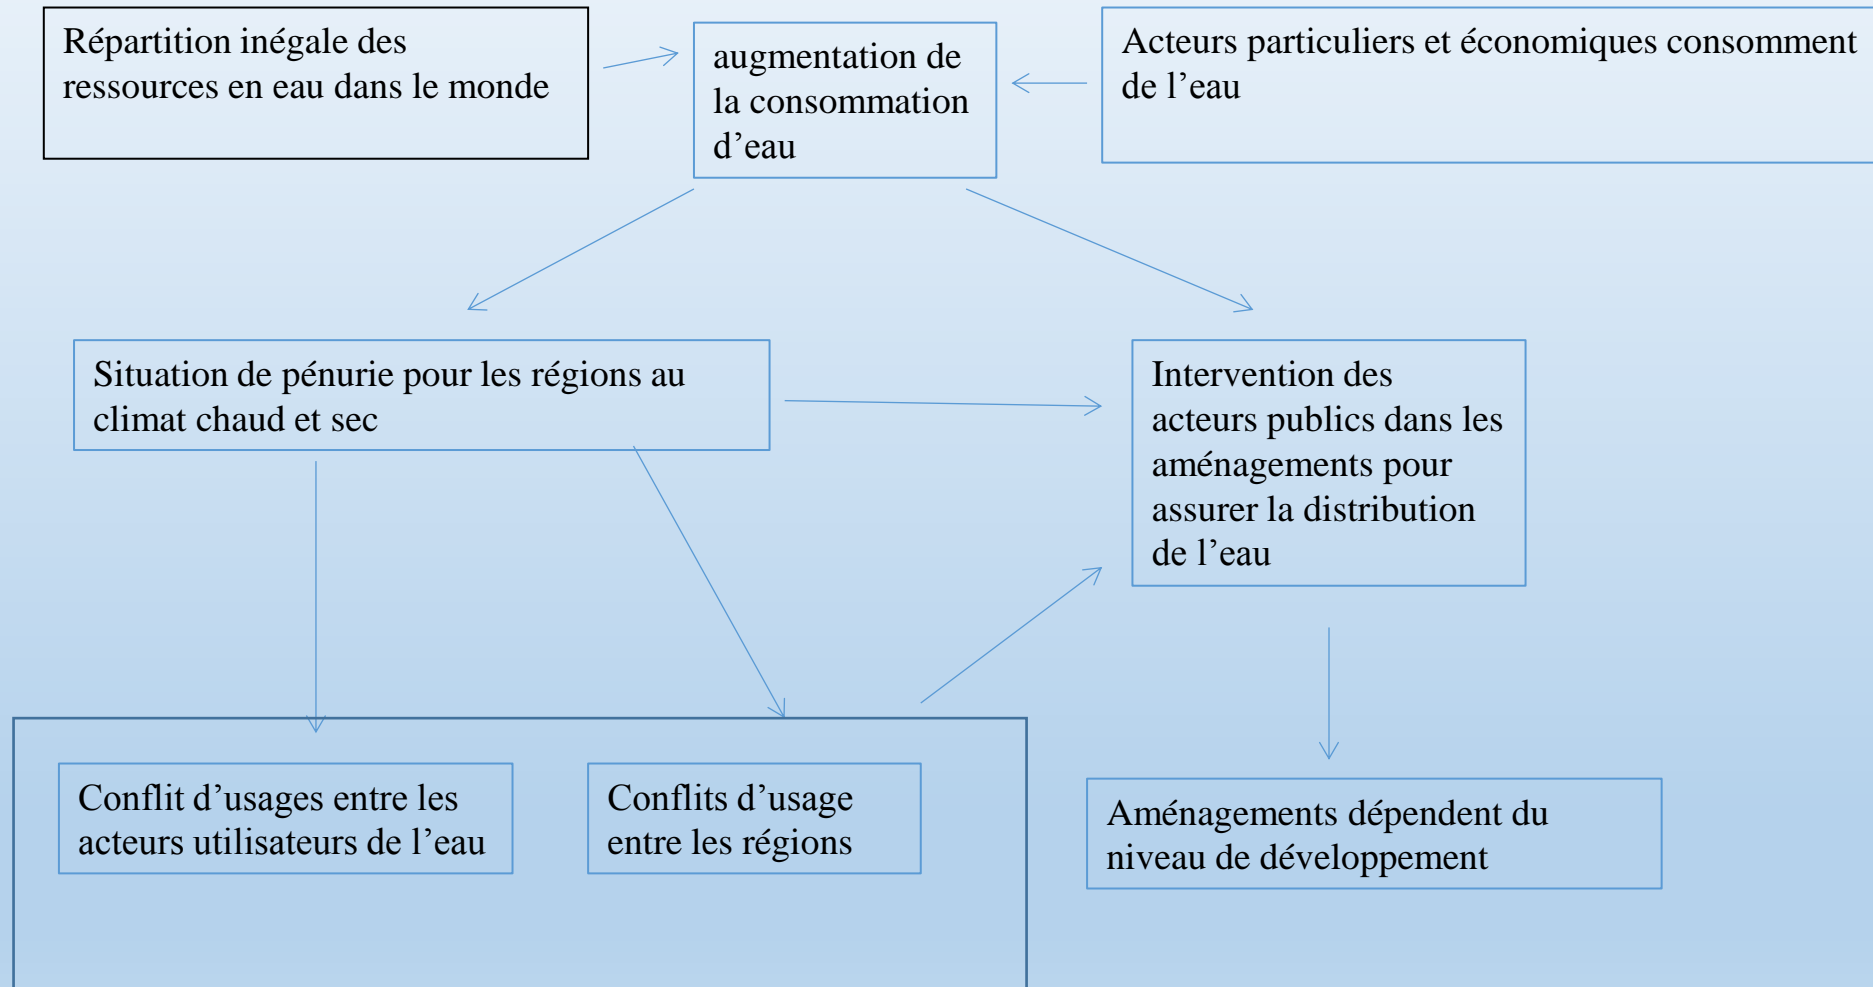 Répartition inégale des
ressources en eau dans le monde
augmentation de
la consommation
d’eau
Acteurs particuliers et économiques consomment
de l’eau
Situation de pénurie pour les régions au
climat chaud et sec
Intervention des
acteurs publics dans les
aménagements pour
assurer la distribution
de l’eau
Conflit d’usages entre les
acteurs utilisateurs de l’eau
Conflits d’usage
entre les régions
Aménagements dépendent du
niveau de développement